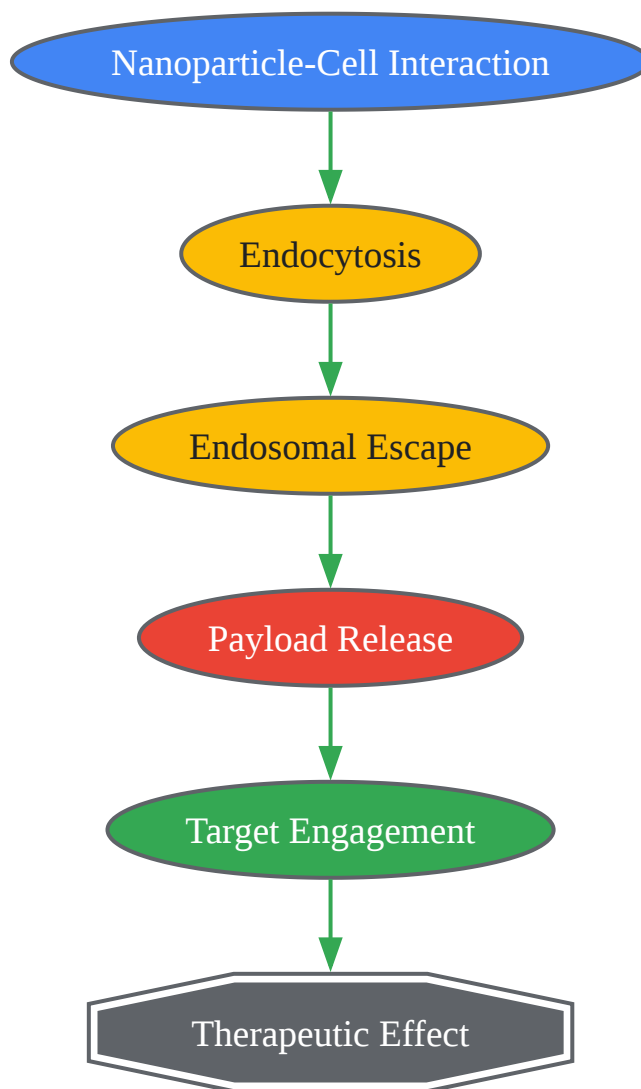 Nanoparticle-Cell Interaction
Endocytosis
Endosomal Escape
Payload Release
Target Engagement
Therapeutic Effect